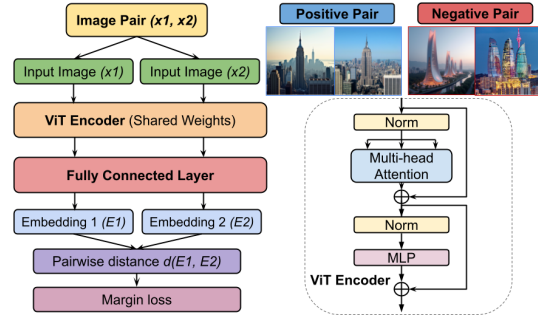 Image Pair (x1, x2)
Input Image (x1)
Input Image (x2)
ViT Encoder (Shared Weights)
Fully Connected Layer
Embedding 1 (E1)
Embedding 2 (E2)
Pairwise distance d(E1, E2)
Margin loss
Positive Pair
Negative Pair
Norm
Multi-head
Attention
Norm
MLP
ViT Encoder